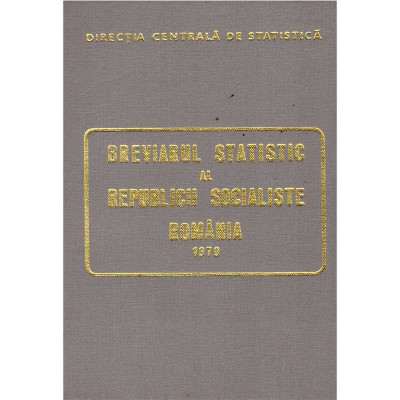 DIRECȚIA CENTRALĂ DE STATISTICĂ
BREVIARUL STATISTIC
AL
REPUBLICII SOCIALISTE
ROMÂNIA
1979